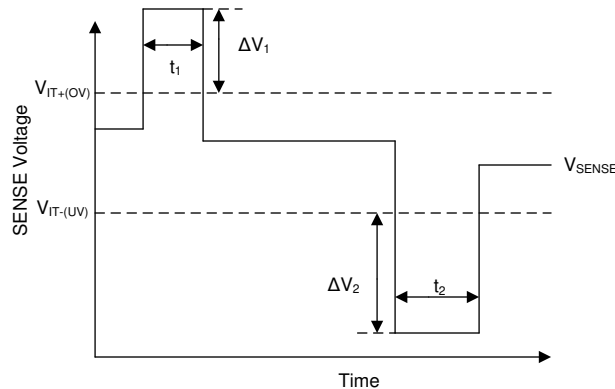 ΔV1
t1
VIT+(OV)
SENSE Voltage
VSENSE
VIT-(UV)
ΔV2
t2
Time